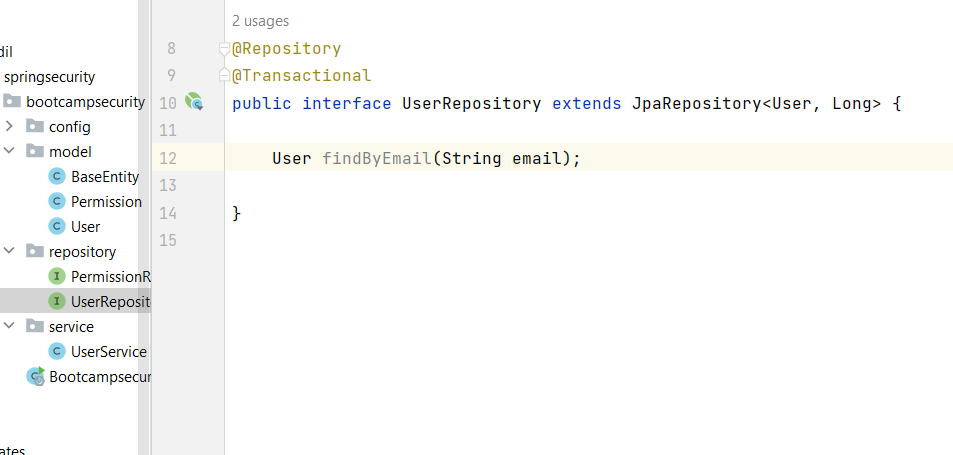 dil
springsecurity
bootcampsecurity
config
model
C BaseEntity
C Permission
C User
repository
I PermissionR
I UserReposit
service
C UserService
C Bootcampsecur
ates
2 usages
8 @Repository
9 @Transactional
10 public interface UserRepository extends JpaRepository<User, Long> {
11
12 User findByEmail(String email);
13
14 }
15